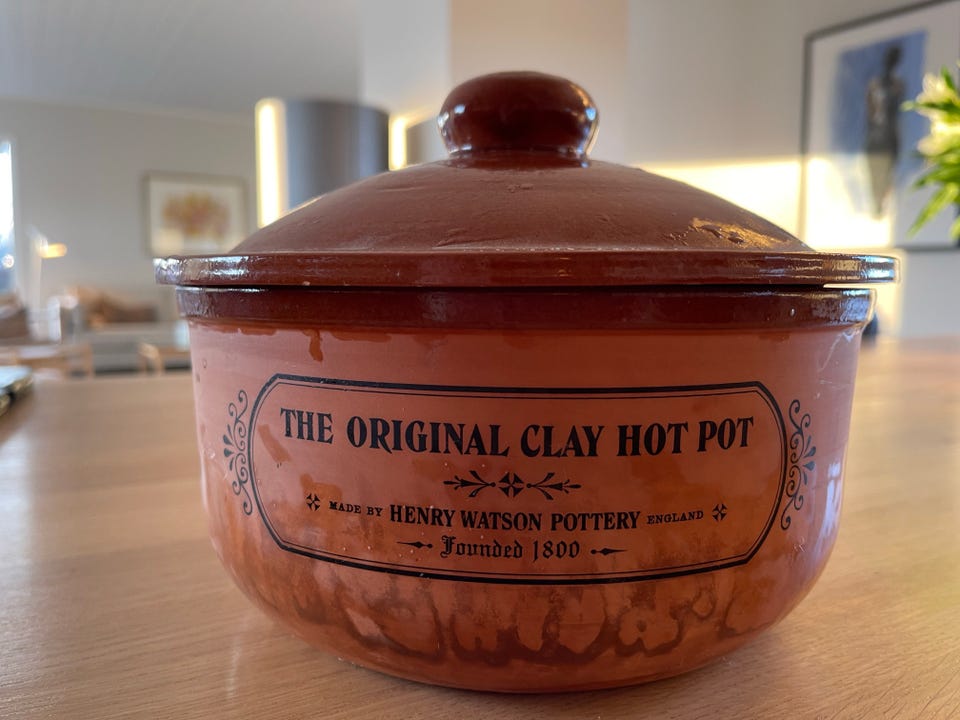 THE ORIGINAL CLAY HOT POT
MADE BY HENRY WATSON POTTERY ENGLAND
Founded 1800